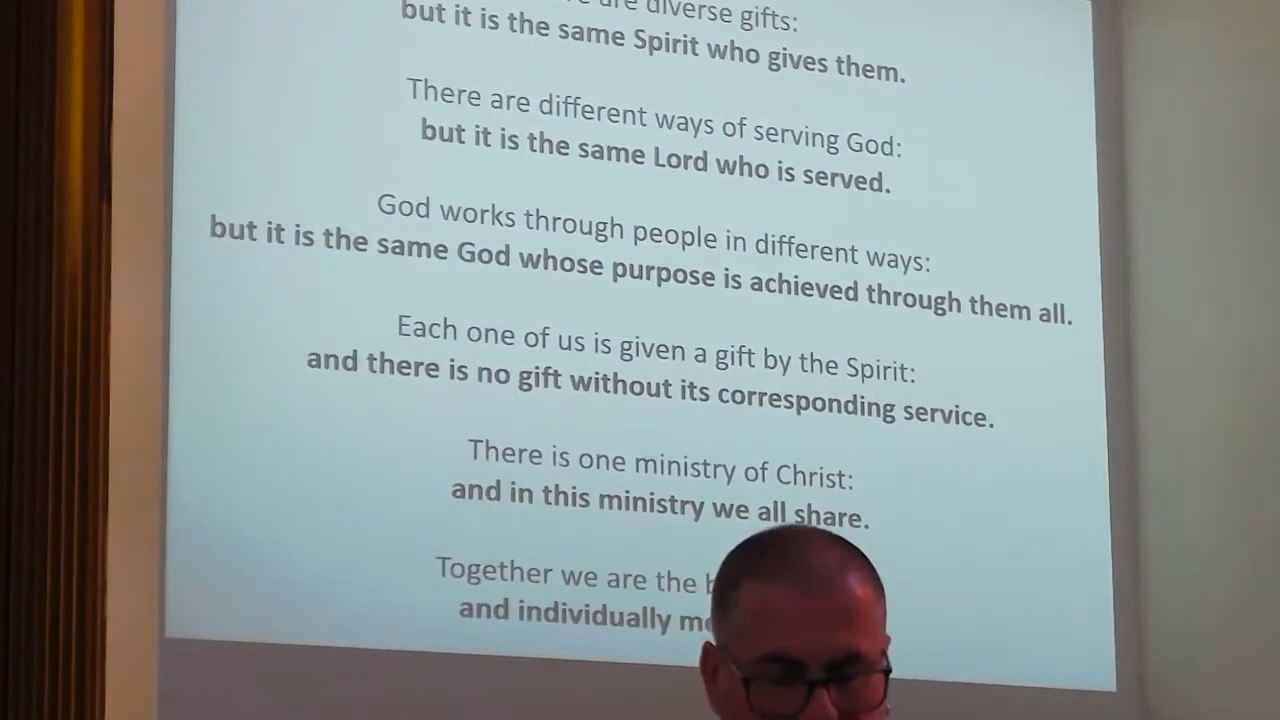 are diverse gifts:
but it is the same Spirit who gives them.
There are different ways of serving God:
but it is the same Lord who is served.
God works through people in different ways:
but it is the same God whose purpose is achieved through them all.
Each one of us is given a gift by the Spirit:
and there is no gift without its corresponding service.
There is one ministry of Christ:
and in this ministry we all share.
Together we are the
and individually